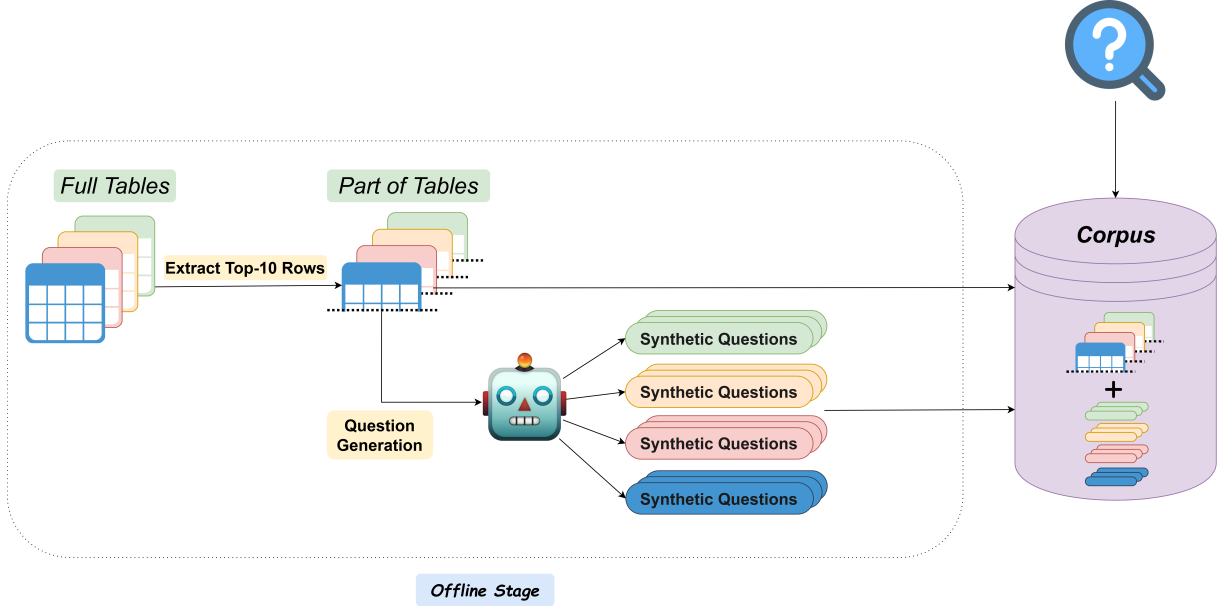 ?
Full Tables
Part of Tables
Extract Top-10 Rows
Corpus
Synthetic Questions
Synthetic Questions
Question
Generation
Synthetic Questions
Synthetic Questions
+
Offline Stage